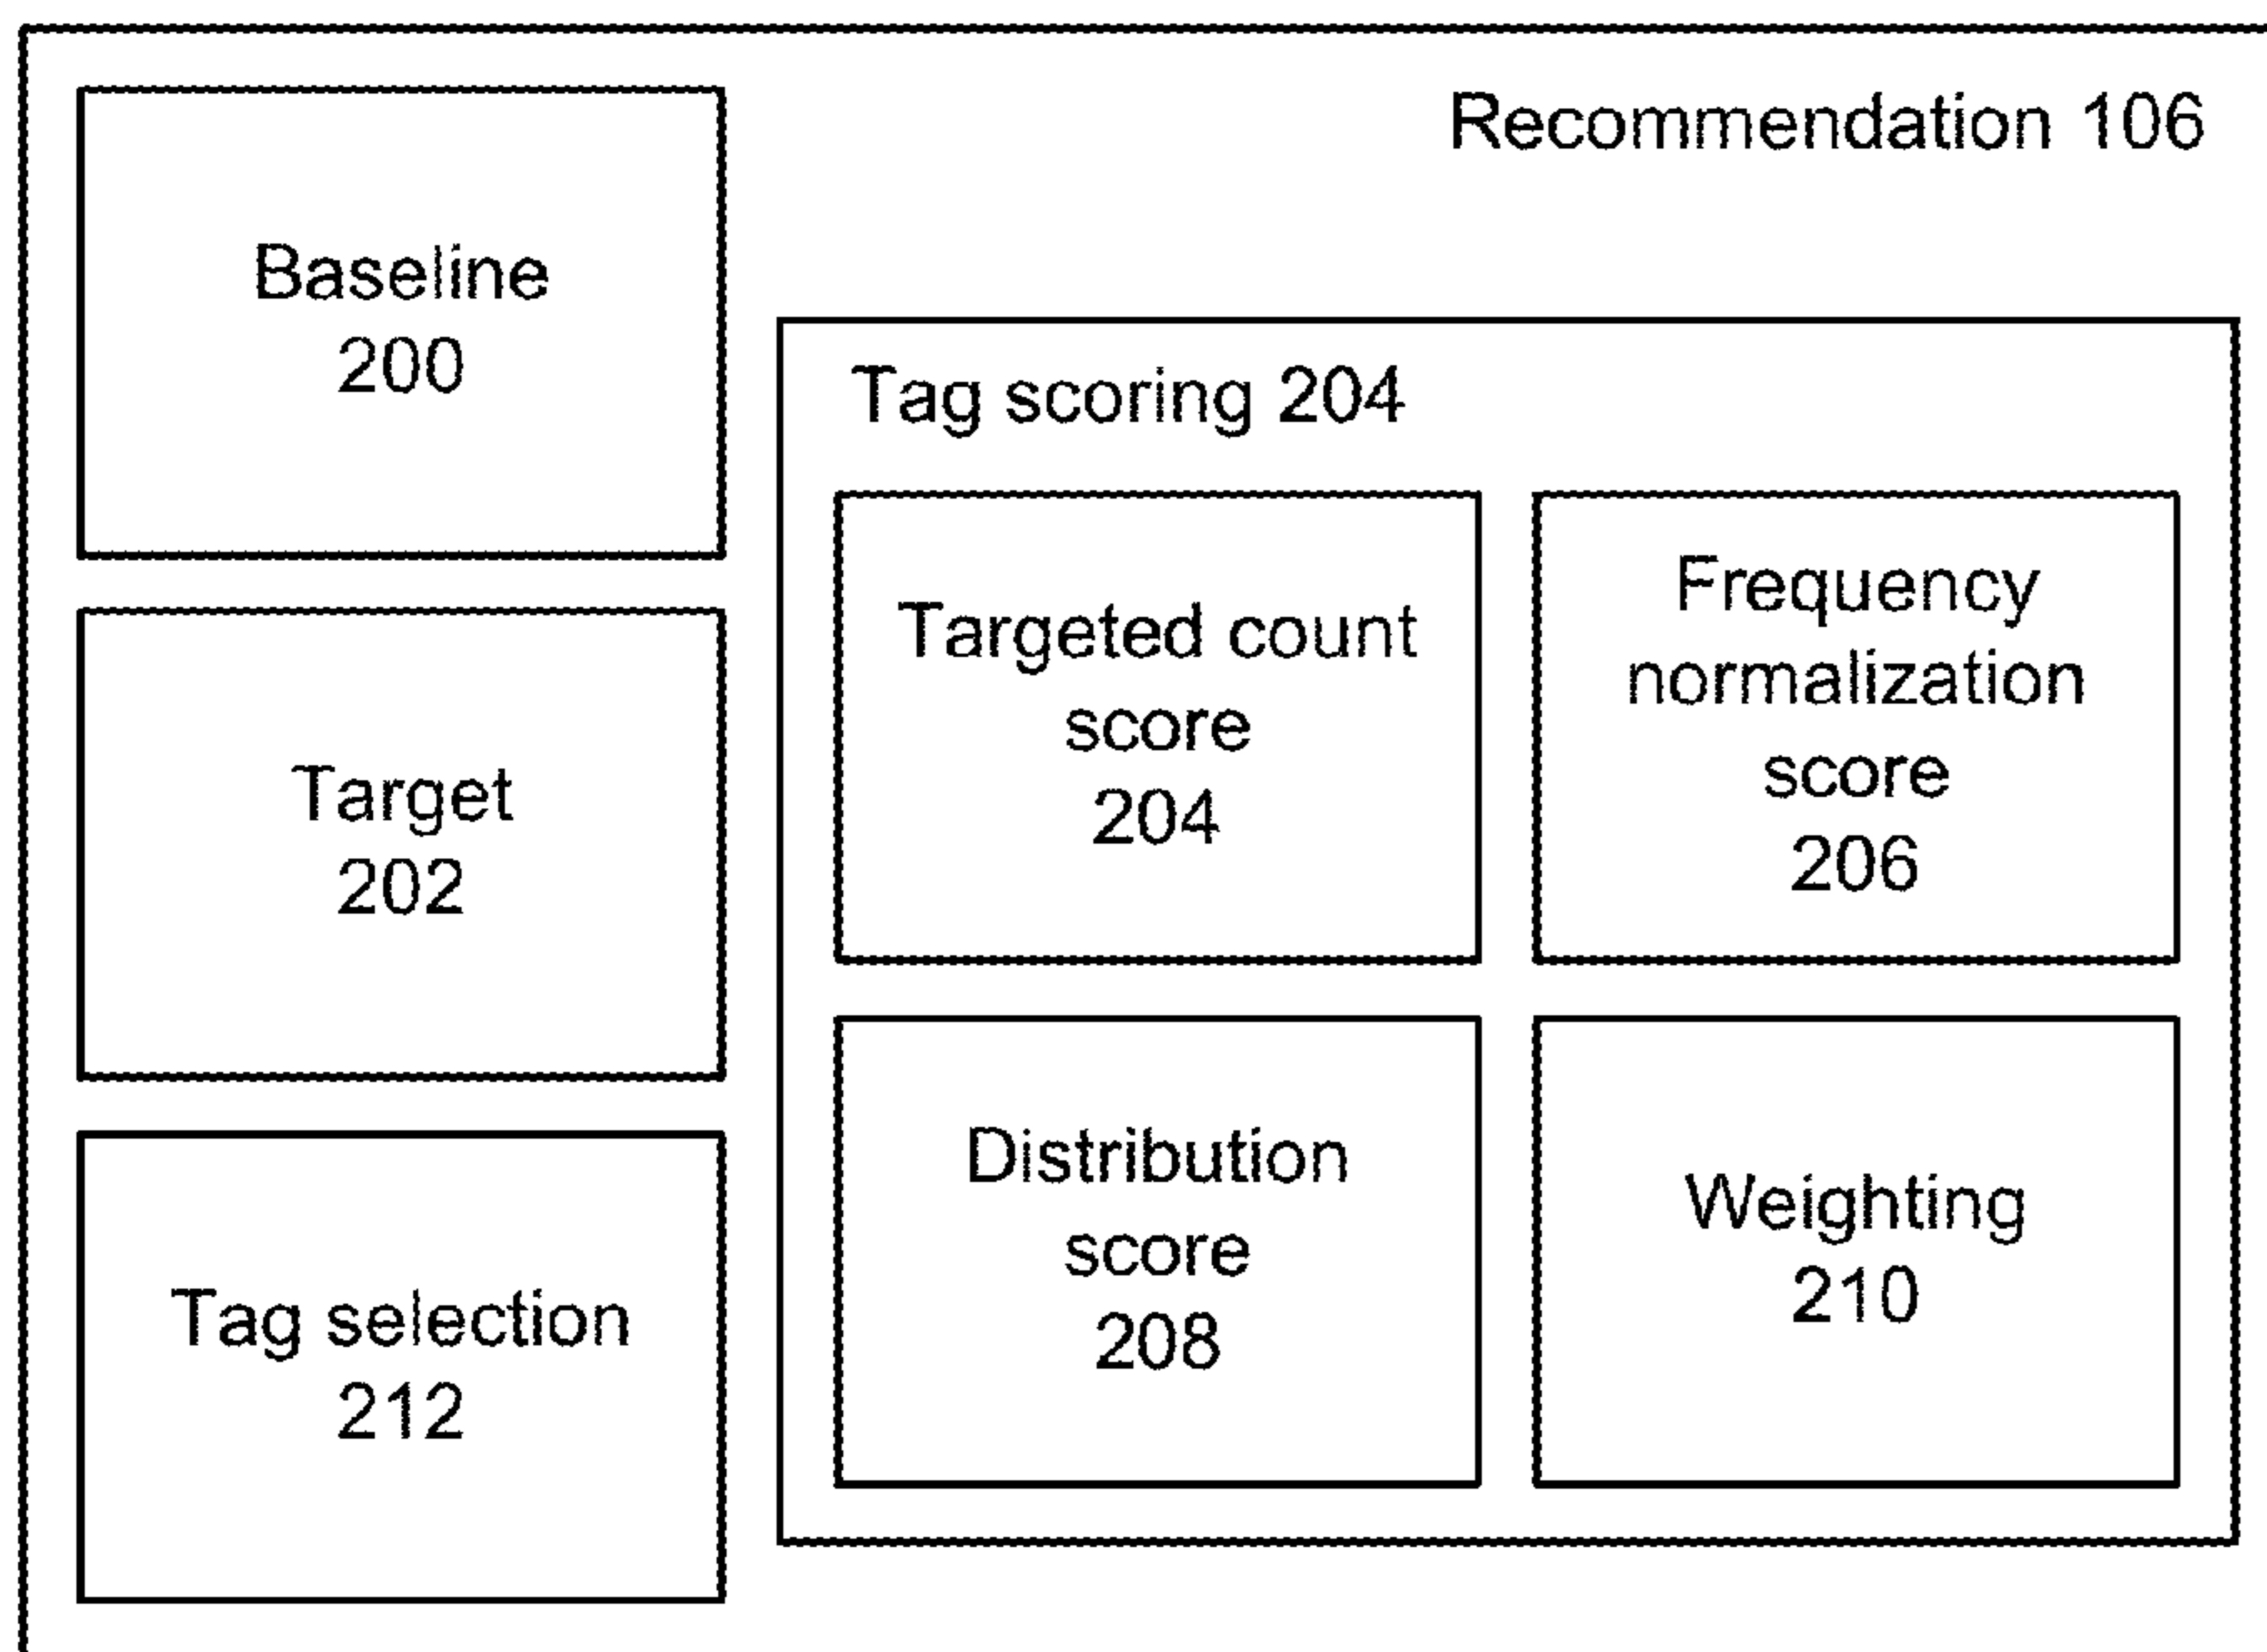 Recommendation 106
Baseline
200
Target
202
Tag selection
212
Tag scoring 204
Targeted count
score
204
Frequency
normalization
score
206
Distribution
score
208
Weighting
210